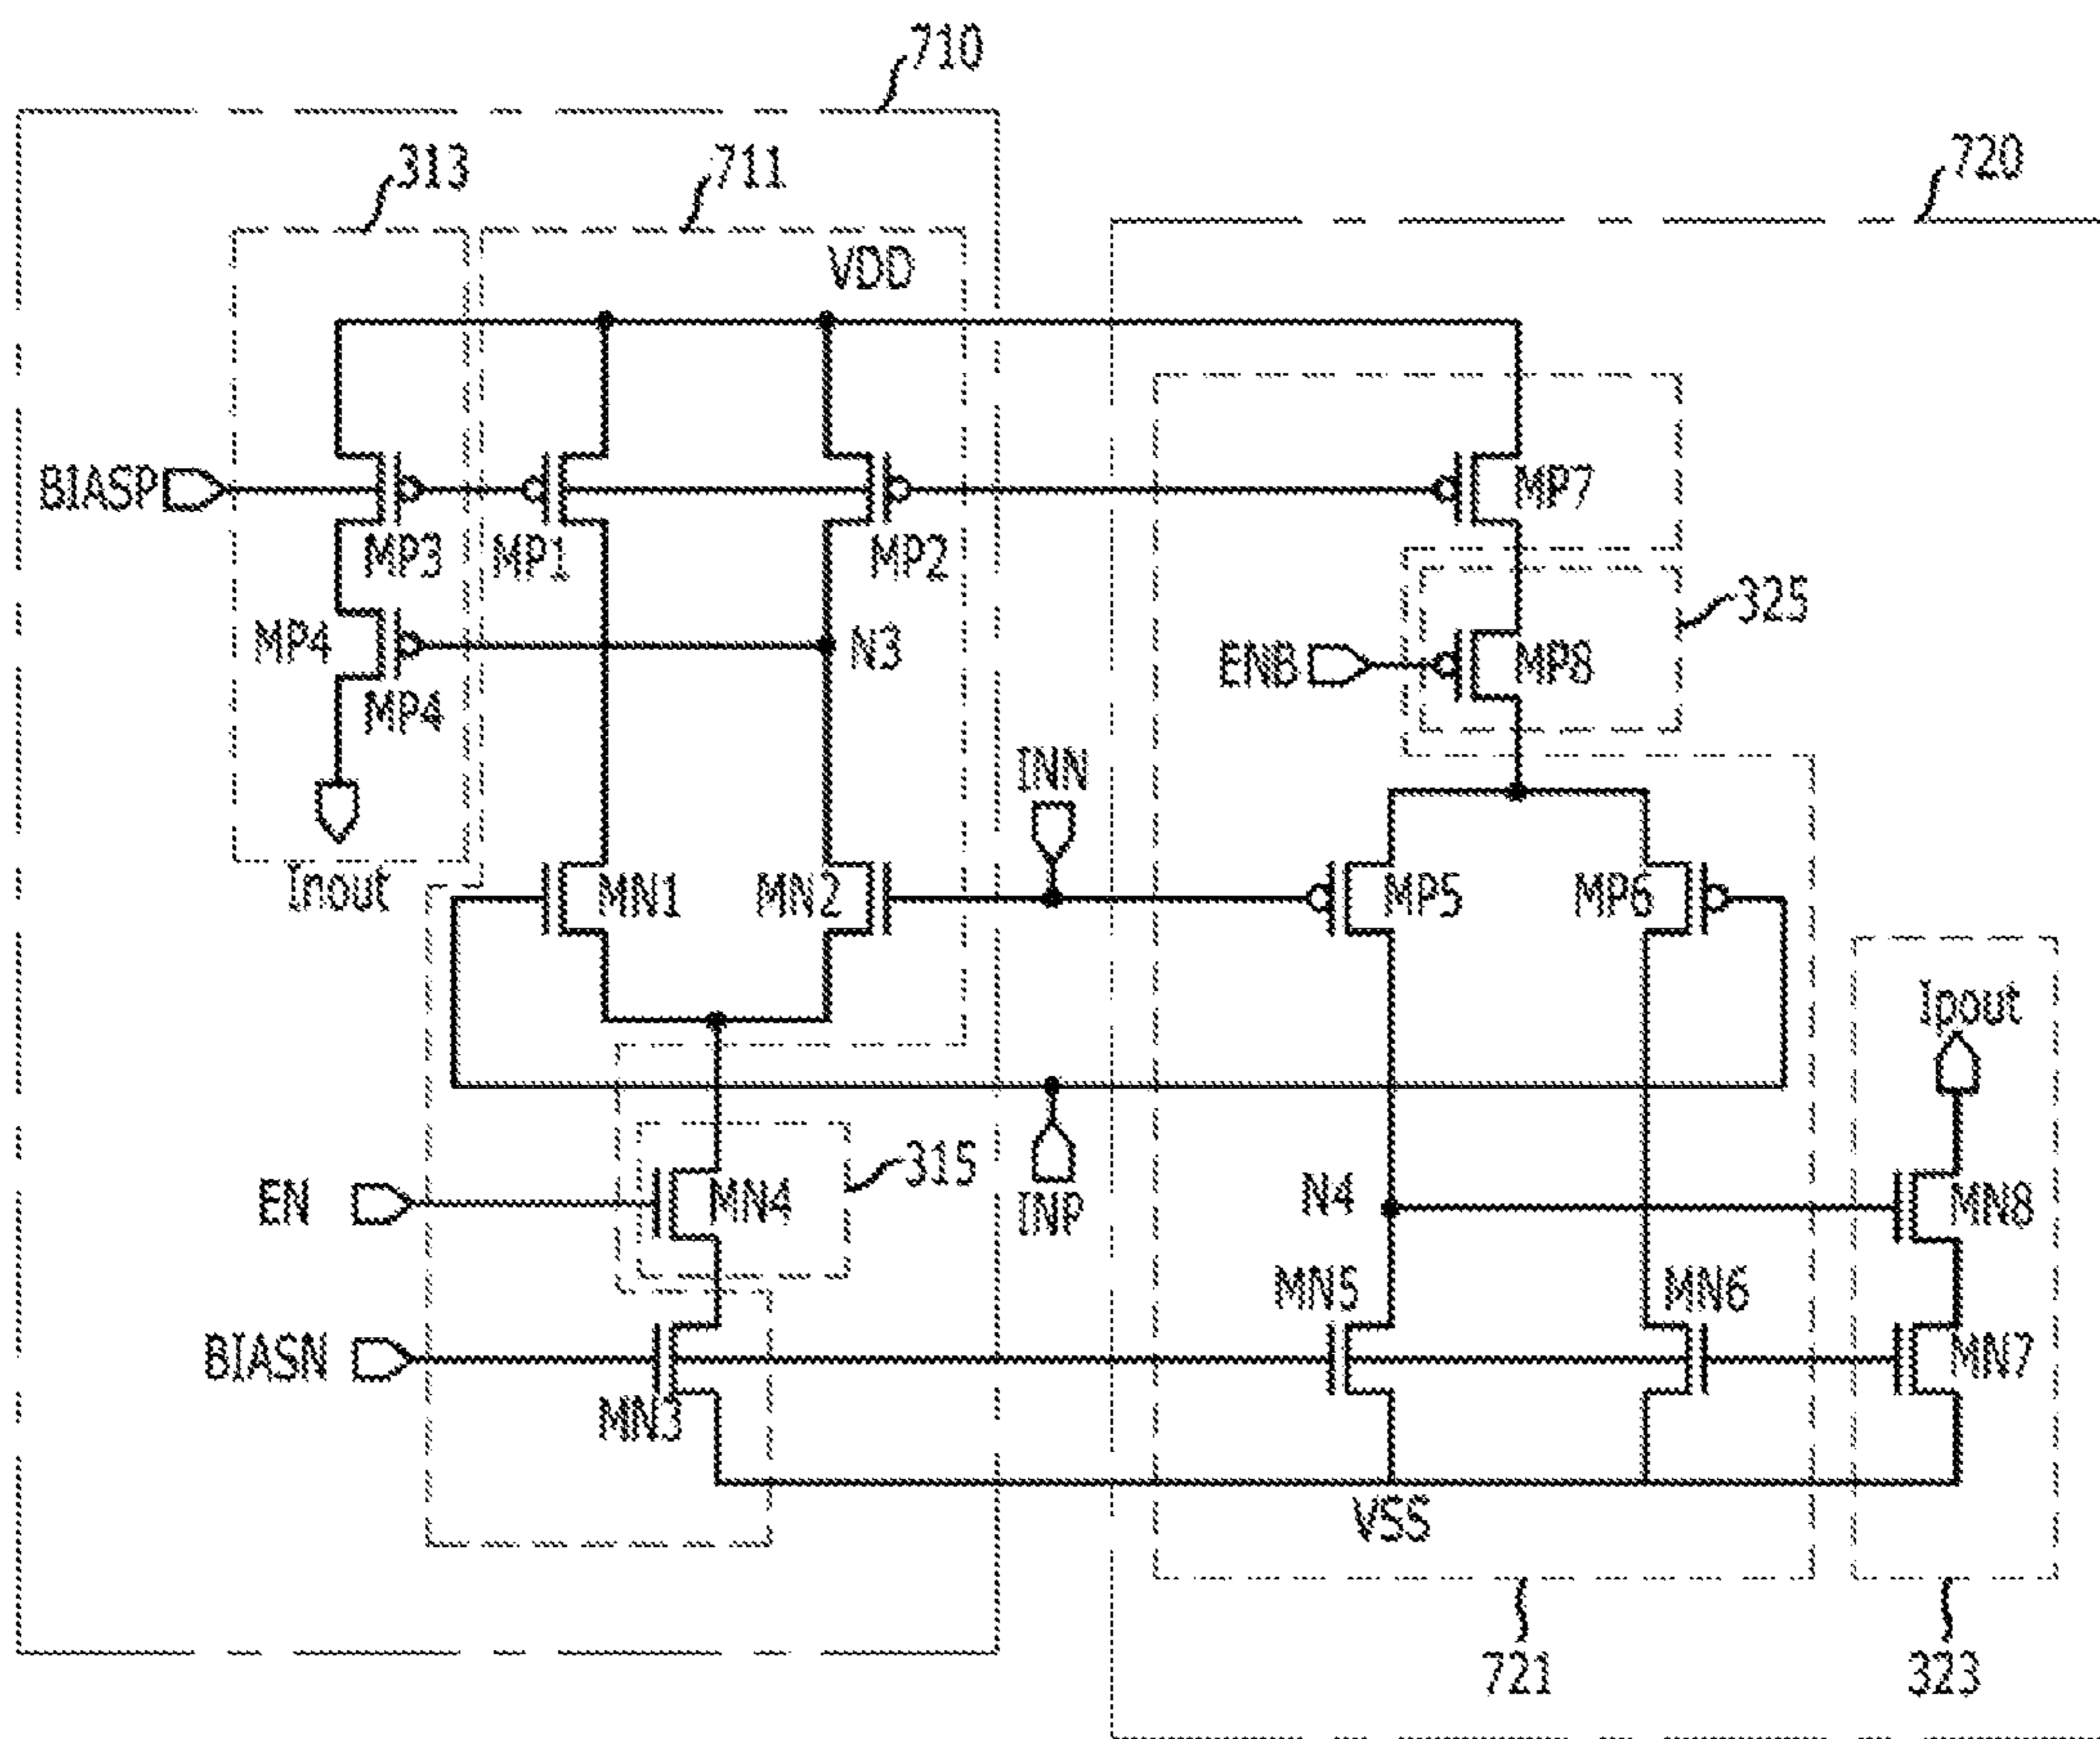 710
313
711
720
VDD
BIASP
MP3
MP1
MP2
MP7
MP4
N3
325
ENB
MP8
MP4
INN
Inout
MN1
MN2
MP5
MP6
Ipout
315
EN
MN4
INP
N4
MN8
MN5
MN6
BIASN
MN3
MN7
VSS
721
323